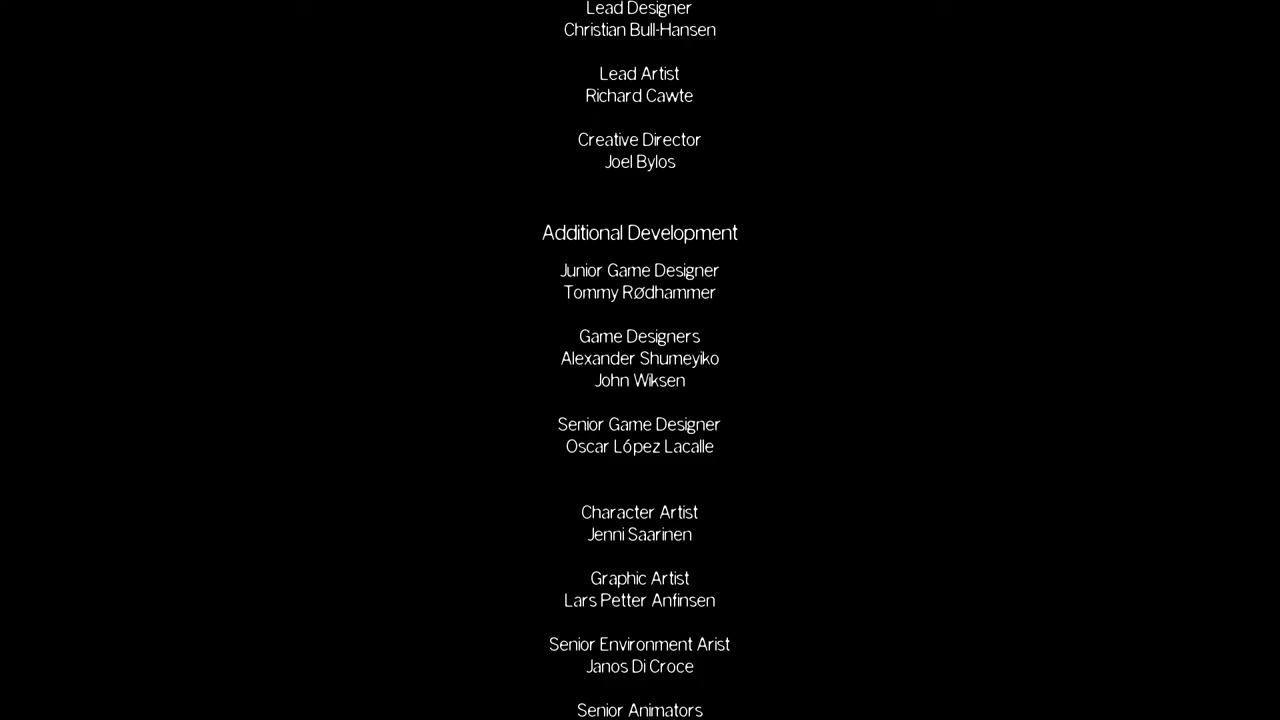 Lead Designer
Christian Bull-Hansen
Lead Artist
Richard Cawte
Creative Director
Joel Bylos
Additional Development
Junior Game Designer
Tommy Rødhammer
Game Designers
Alexander Shumeyiko
John Wiksen
Senior Game Designer
Oscar López Lacalle
Character Artist
Jenni Saarinen
Graphic Artist
Lars Petter Anfinsen
Senior Environment Arist
Janos Di Croce
Senior Animators